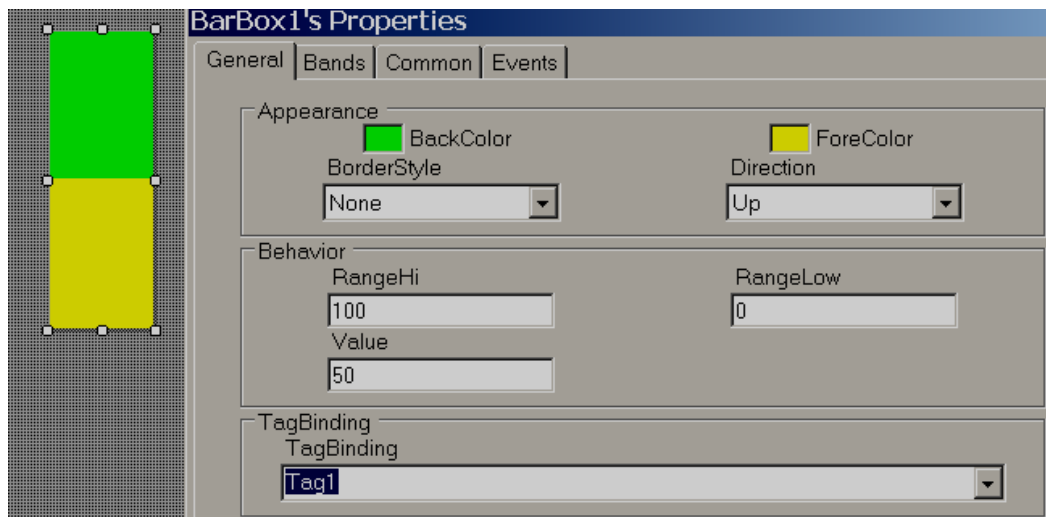 BarBox1's Properties
General Bands Common Events
Appearance
BackColor ForeColor
BorderStyle Direction
None Up
Behavior
RangeHi RangeLow
100 0
Value
50
TagBinding
TagBinding
Tag1